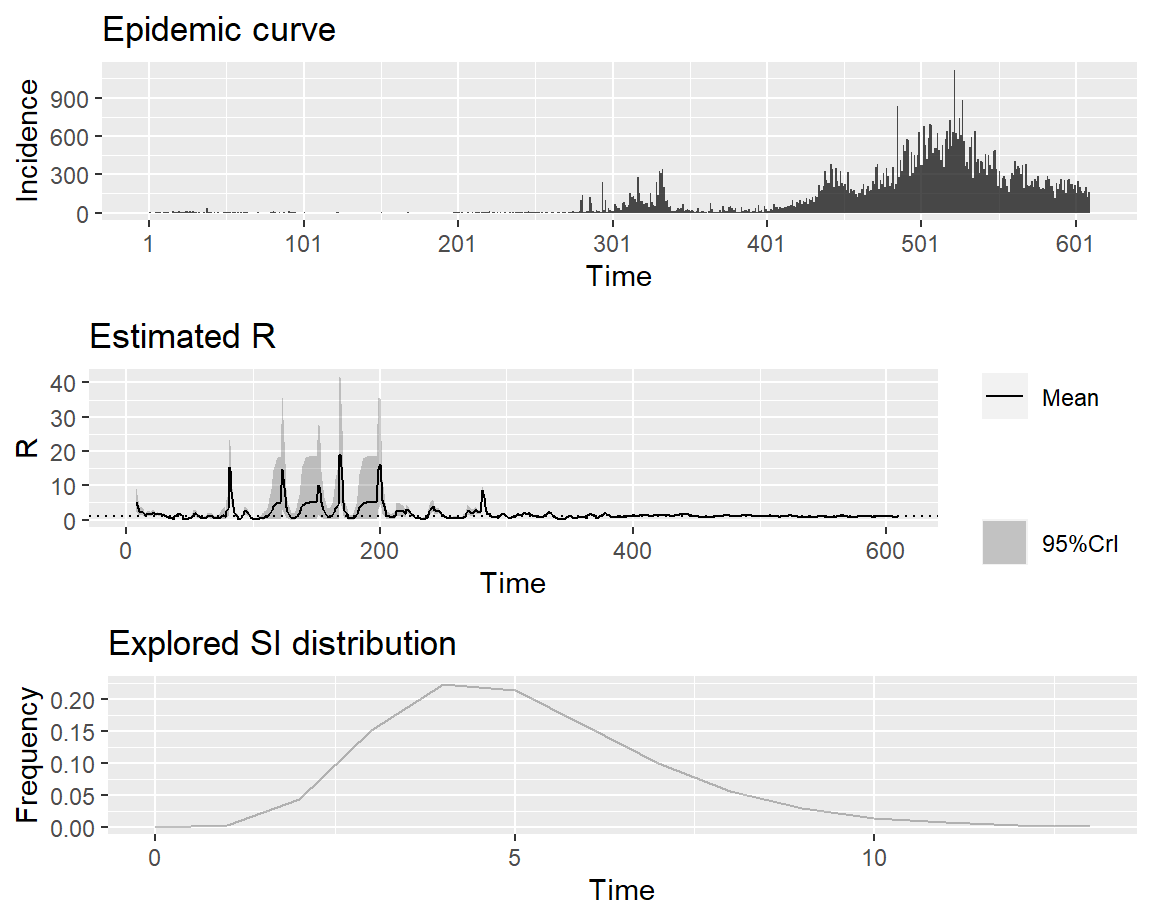 Epidemic curve
Incidence
900
600
300
0
1 101 201 301 401 501 601
Time
Estimated R
R
40
30
20
10
0
0 200 400 600
Time
Mean
95%CrI
Explored SI distribution
Frequency
0.20
0.15
0.10
0.05
0.00
0 5 10
Time